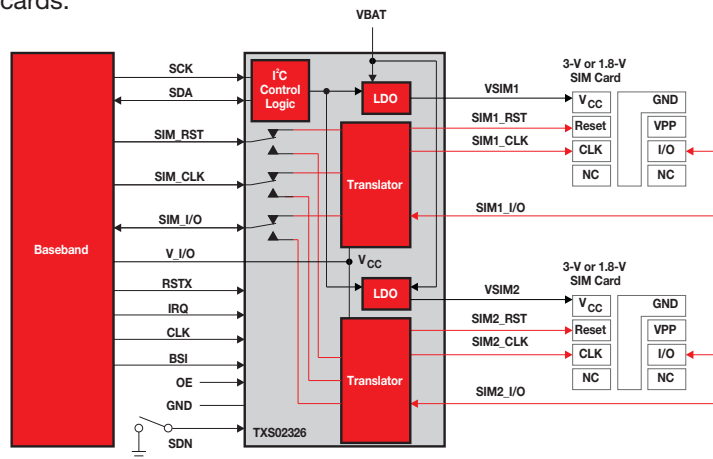 cards.
VBAT
Baseband
SCK
SDA
SIM_RST
SIM_CLK
SIM_I/O
V_I/O
RSTX
IRQ
CLK
BSI
OE
GND
SDN
I²C
Control
Logic
LDO
Translator
VCC
LDO
Translator
TXS02326
VSIM1
SIM1_RST
SIM1_CLK
SIM1_I/O
VSIM2
SIM2_RST
SIM2_CLK
SIM2_I/O
3-V or 1.8-V
SIM Card
VCC
GND
Reset
VPP
CLK
I/O
NC
NC
3-V or 1.8-V
SIM Card
VCC
GND
Reset
VPP
CLK
I/O
NC
NC